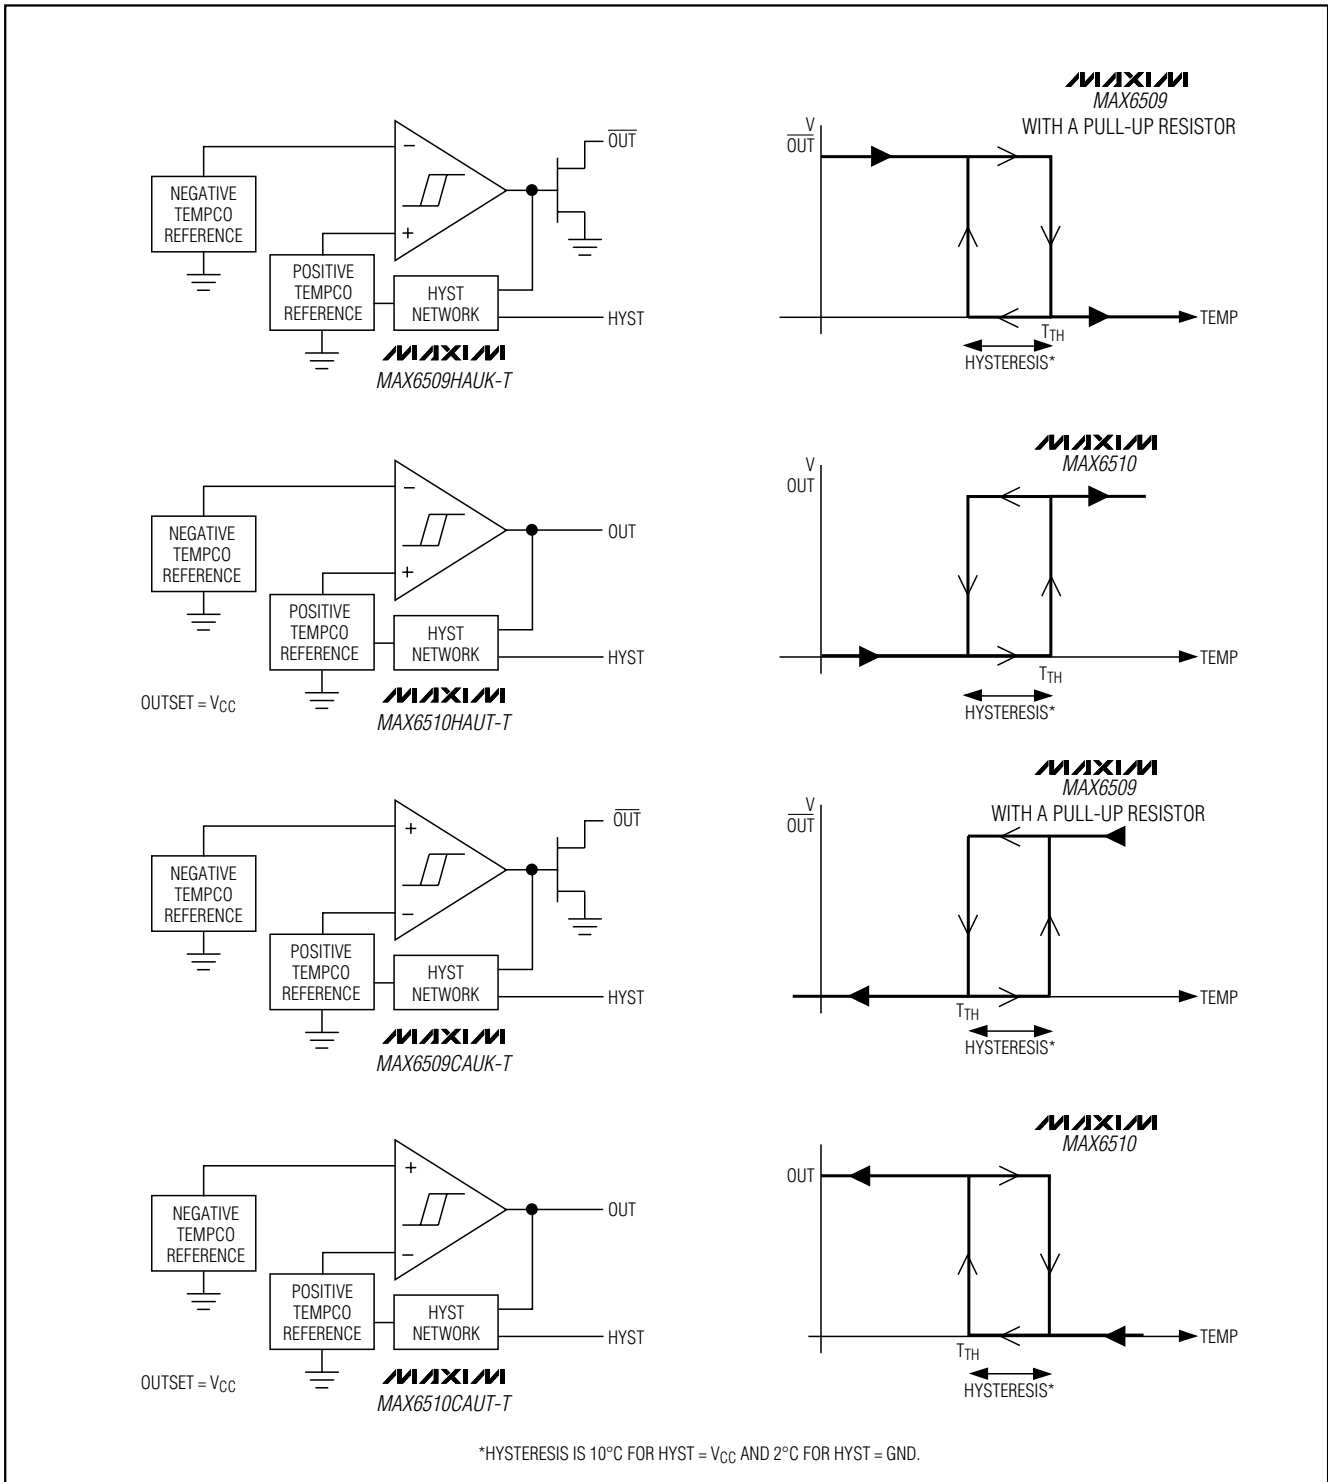 MAXIM
MAX6509
WITH A PULL-UP RESISTOR
V
OUT
OUT
−
+
NEGATIVE
TEMPCO
REFERENCE
POSITIVE
TEMPCO
REFERENCE
HYST
NETWORK
HYST
MAXIM
MAX6509HAUK-T
TEMP
TTH
HYSTERESIS*
MAXIM
MAX6510
V
OUT
−
+
NEGATIVE
TEMPCO
REFERENCE
OUT
POSITIVE
TEMPCO
REFERENCE
HYST
NETWORK
HYST
OUTSET = VCC
MAXIM
MAX6510HAUT-T
TEMP
TTH
HYSTERESIS*
MAXIM
MAX6509
WITH A PULL-UP RESISTOR
V
OUT
OUT
+
−
NEGATIVE
TEMPCO
REFERENCE
POSITIVE
TEMPCO
REFERENCE
HYST
NETWORK
HYST
MAXIM
MAX6509CAUK-T
TEMP
TTH
HYSTERESIS*
MAXIM
MAX6510
OUT
+
−
NEGATIVE
TEMPCO
REFERENCE
OUT
POSITIVE
TEMPCO
REFERENCE
HYST
NETWORK
HYST
OUTSET = VCC
MAXIM
MAX6510CAUT-T
TEMP
TTH
HYSTERESIS*
*HYSTERESIS IS 10°C FOR HYST = VCC AND 2°C FOR HYST = GND.